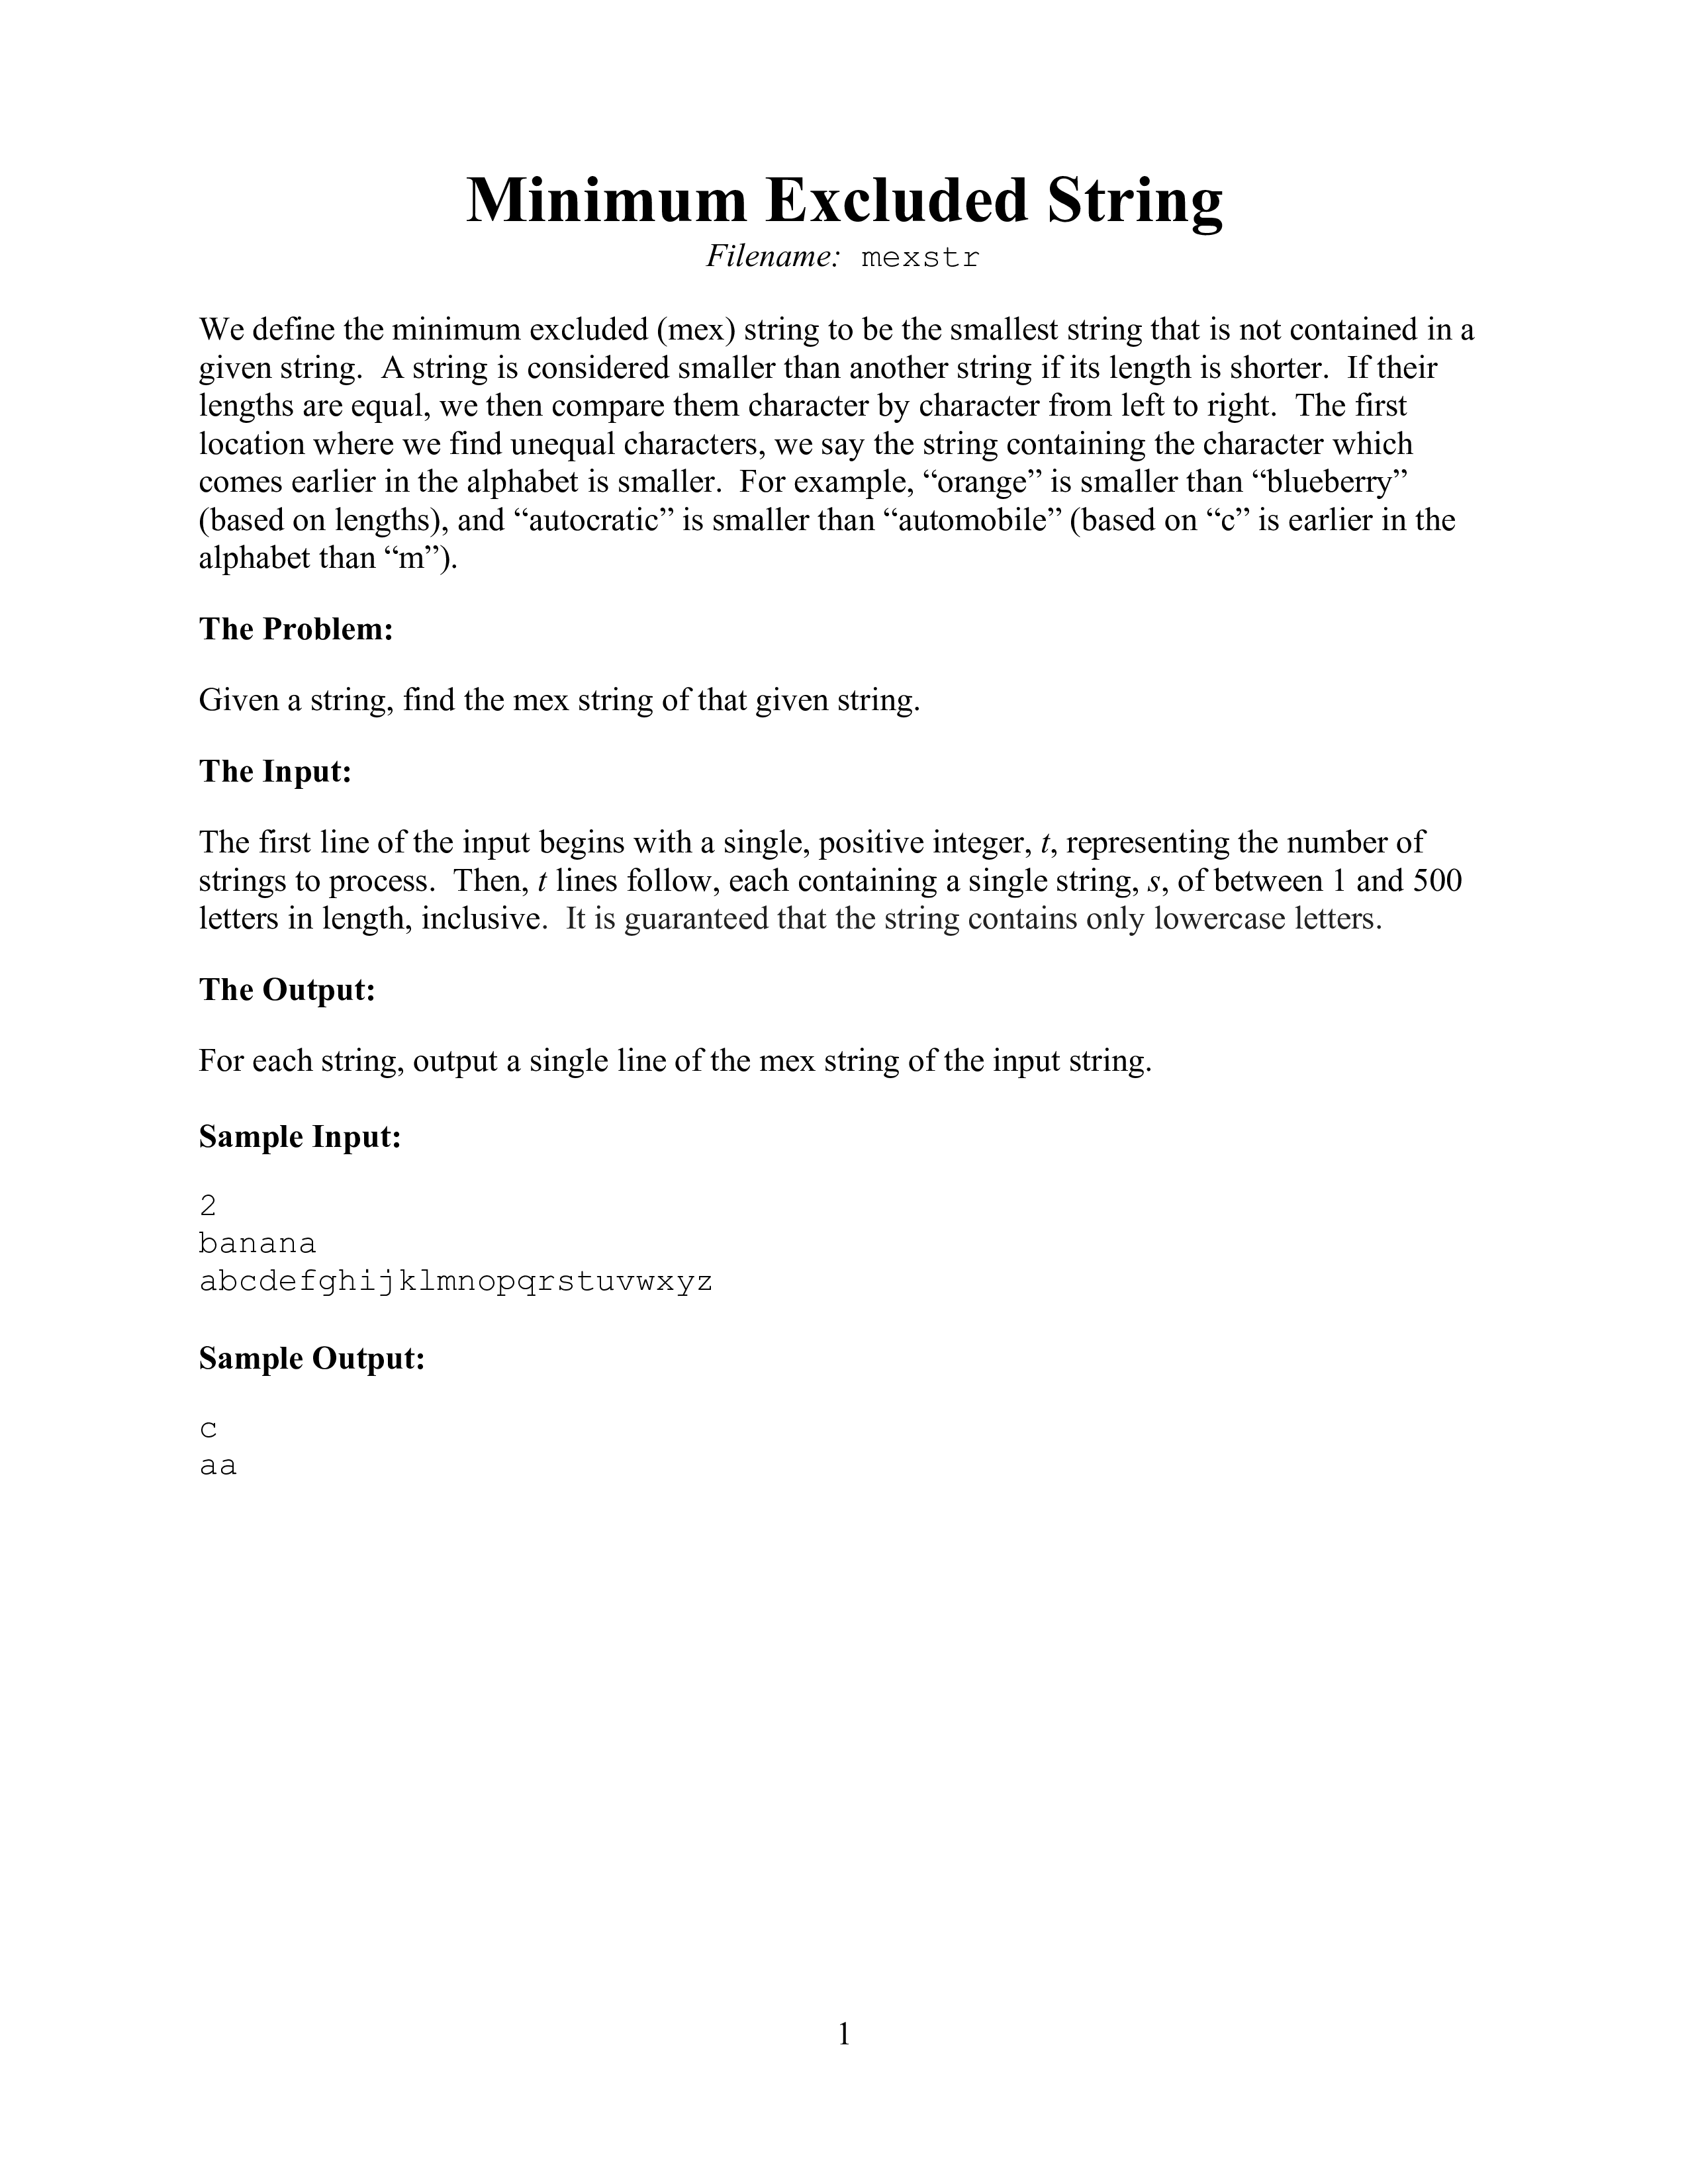 Minimum Excluded String
Filename: mexstr
We define the minimum excluded (mex) string to be the smallest string that is not contained in a
given string. A string is considered smaller than another string if its length is shorter. If their
lengths are equal, we then compare them character by character from left to right. The first
location where we find unequal characters, we say the string containing the character which
comes earlier in the alphabet is smaller. For example, “orange” is smaller than “blueberry”
(based on lengths), and “autocratic” is smaller than “automobile” (based on “c” is earlier in the
alphabet than “m”).
The Problem:
Given a string, find the mex string of that given string.
The Input:
The first line of the input begins with a single, positive integer, t, representing the number of
strings to process. Then, t lines follow, each containing a single string, s, of between 1 and 500
letters in length, inclusive. It is guaranteed that the string contains only lowercase letters.
The Output:
For each string, output a single line of the mex string of the input string.
Sample Input:
2
banana
abcdefghijklmnopqrstuvwxyz
Sample Output:
c
aa
1